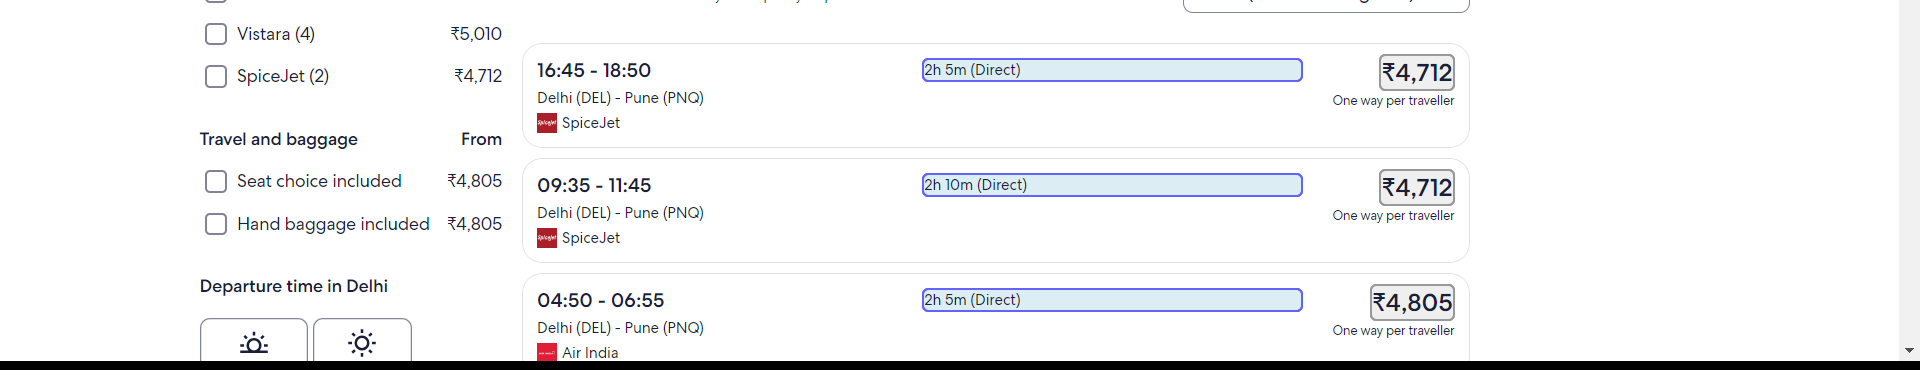 Vistara (4) ₹5,010
SpiceJet (2) ₹4,712
Travel and baggage From
Seat choice included ₹4,805
Hand baggage included ₹4,805
Departure time in Delhi
16:45 - 18:50 2h 5m (Direct) ₹4,712
Delhi (DEL) - Pune (PNQ) One way per traveller
SpiceJet
09:35 - 11:45 2h 10m (Direct) ₹4,712
Delhi (DEL) - Pune (PNQ) One way per traveller
SpiceJet
04:50 - 06:55 2h 5m (Direct) ₹4,805
Delhi (DEL) - Pune (PNQ) One way per traveller
Air India